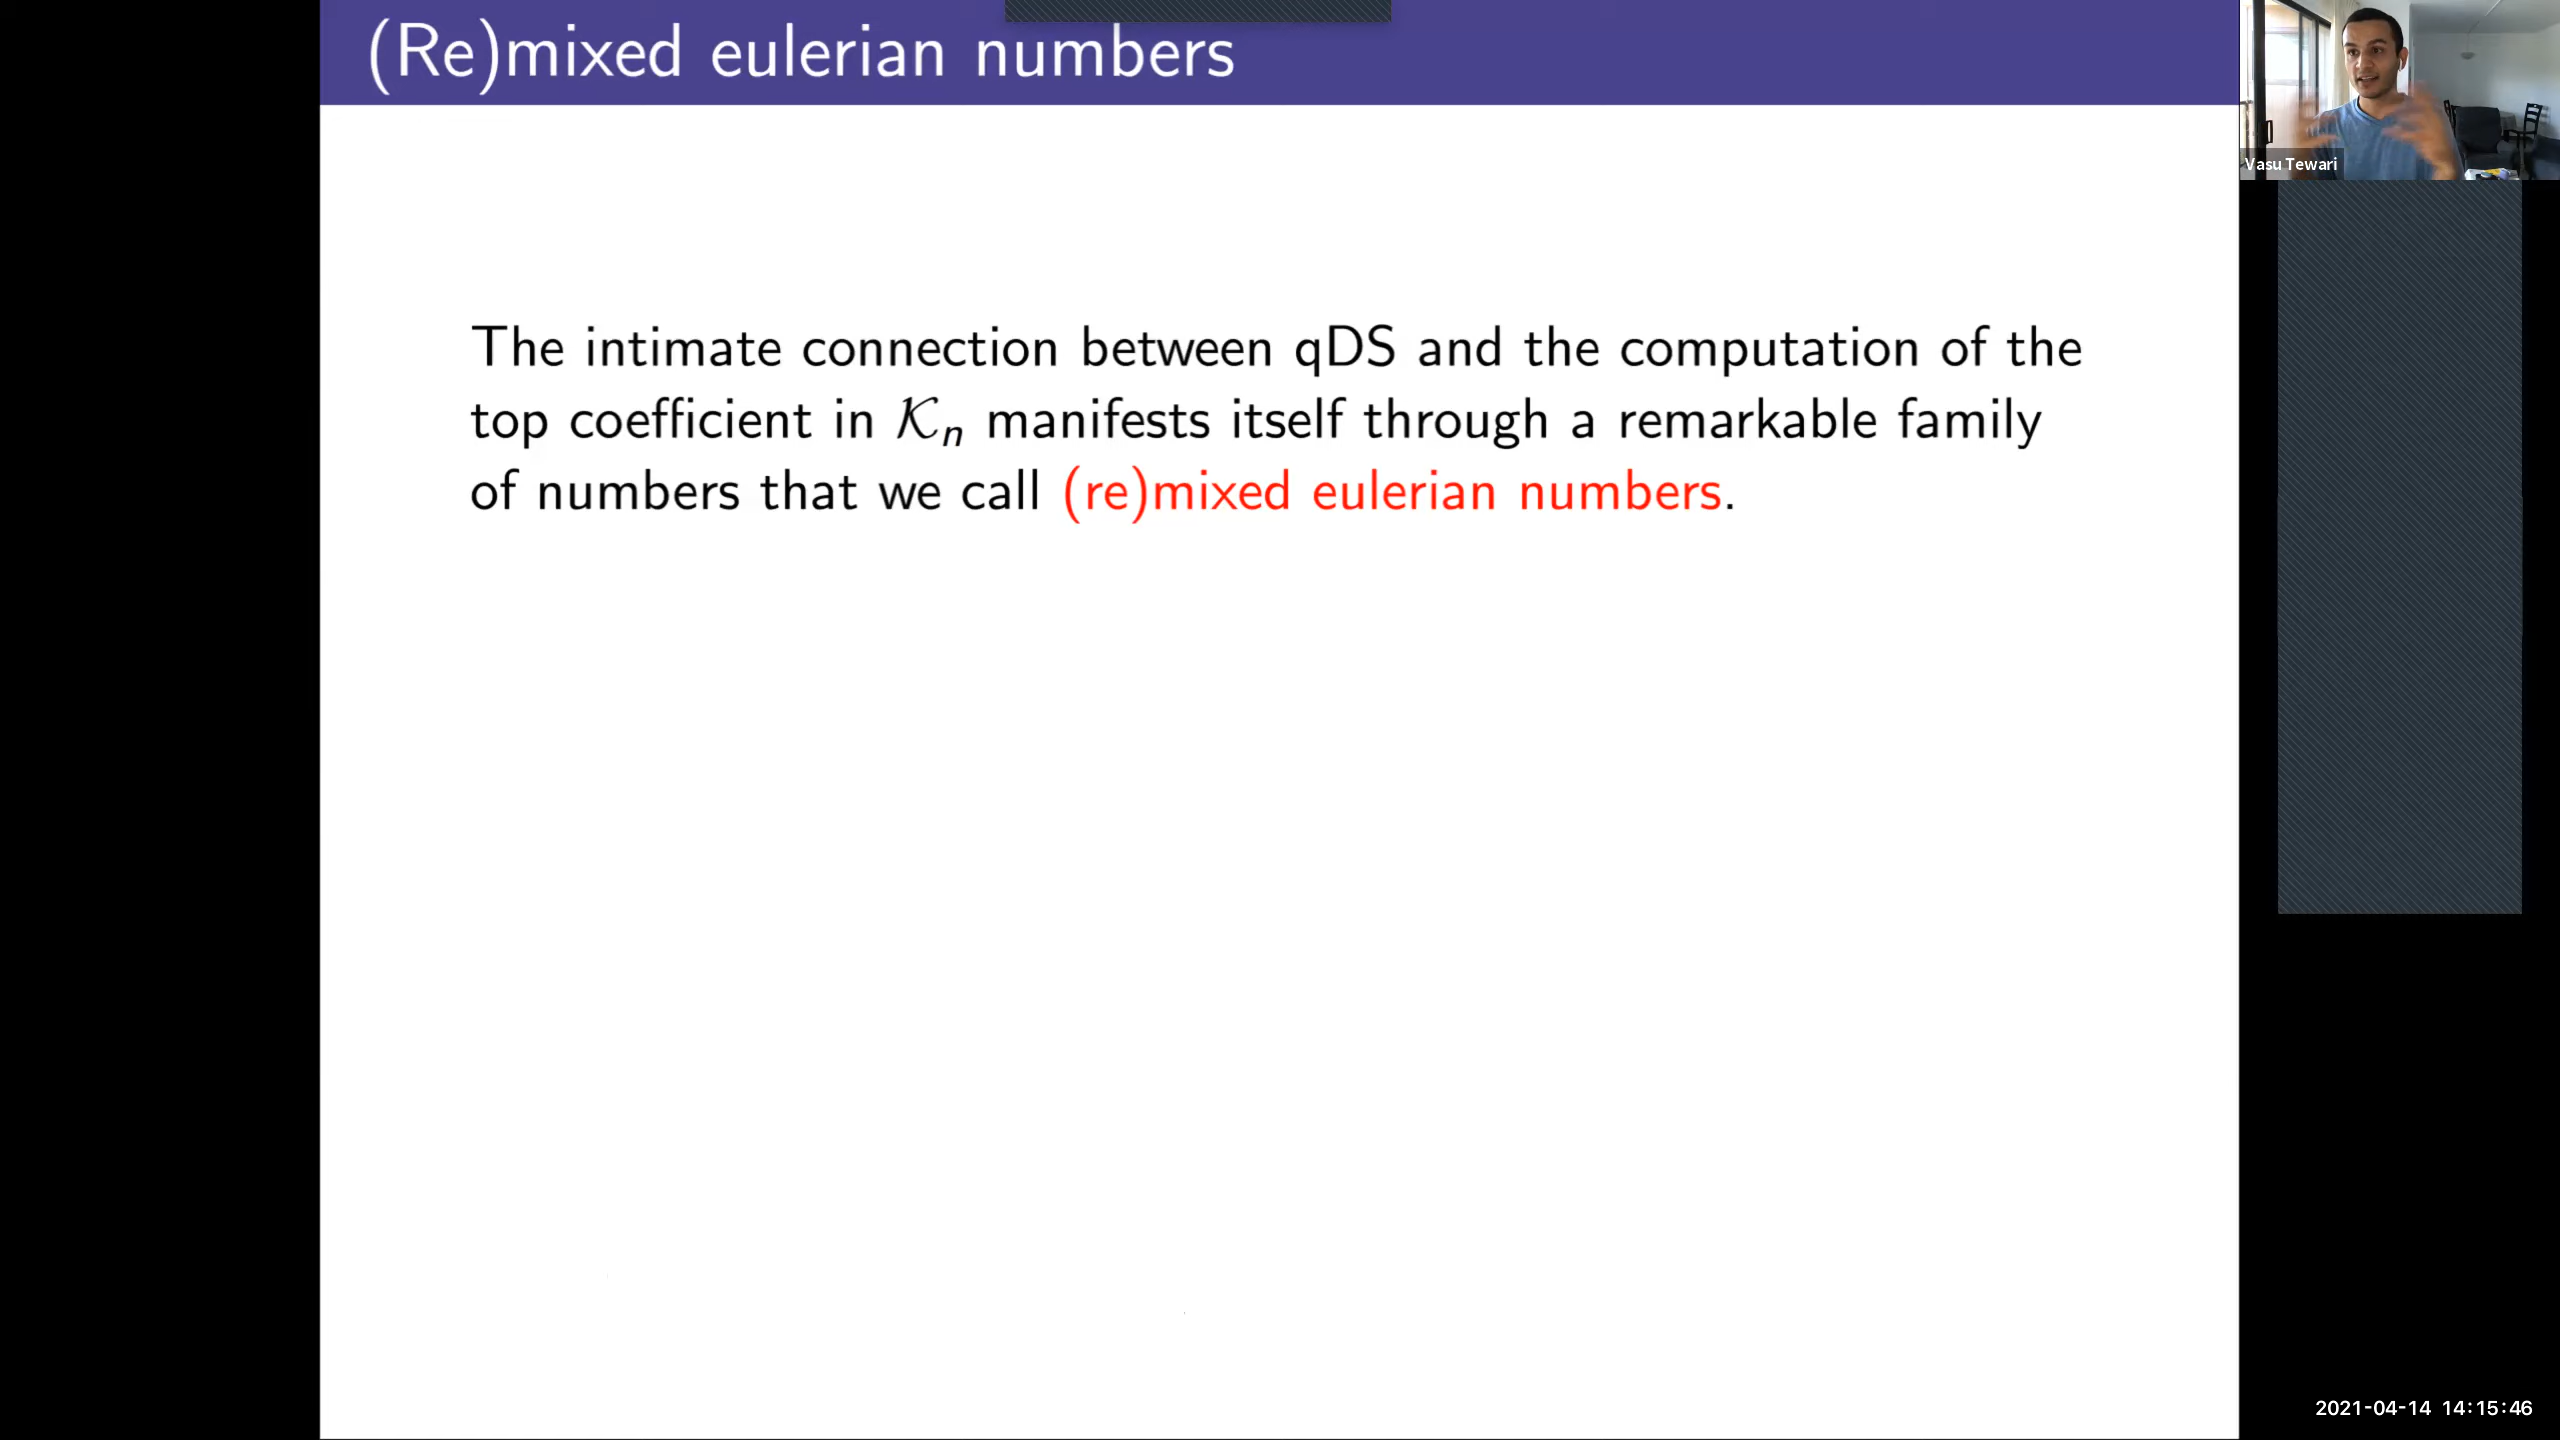 (Re)mixed eulerian numbers
Vasu Tewari
The intimate connection between qDS and the computation of the
top coefficient in 𝒦ₙ manifests itself through a remarkable family
of numbers that we call (re)mixed eulerian numbers.
2021-04-14 14:15:46